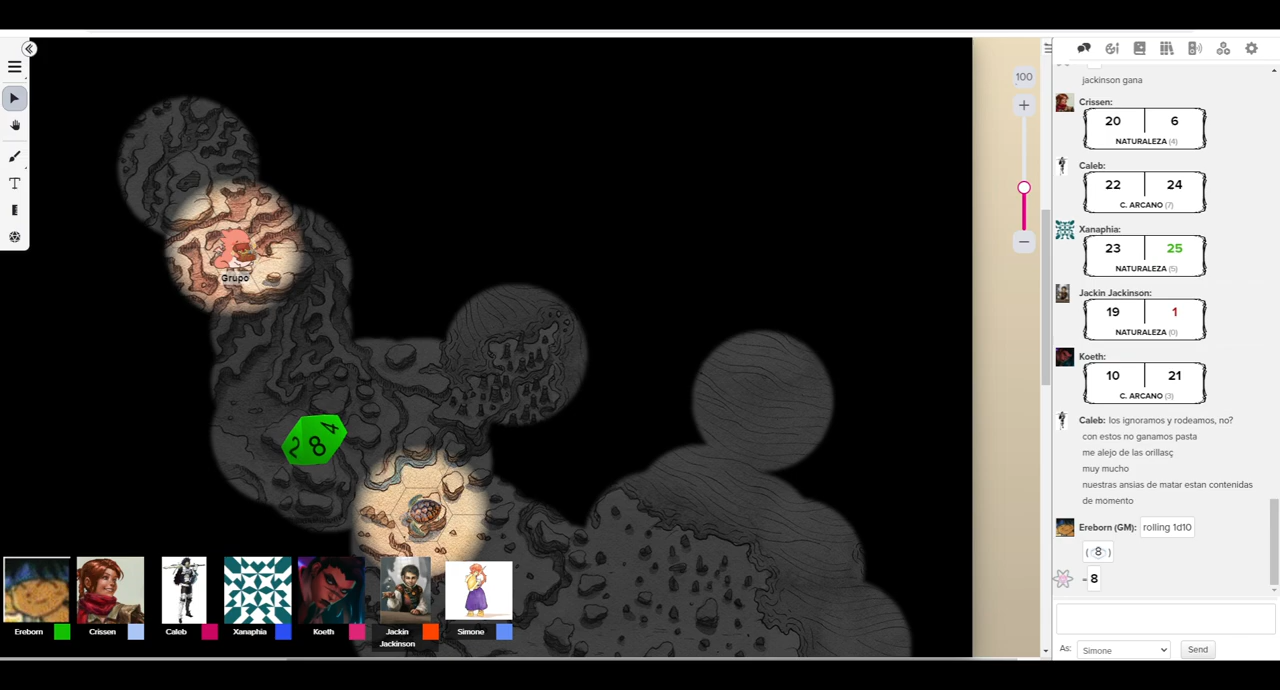 100
Grupo
2 8 4
Ereborn
Crissen
Caleb
Xanaphia
Koeth
Jackin
Jackinson
Simone
jackinson gana
Crissen:
20 6
NATURALEZA (4)
Caleb:
22 24
C. ARCANO (7)
Xanaphia:
23 25
NATURALEZA (5)
Jackin Jackinson:
19 1
NATURALEZA (0)
Koeth:
10 21
C. ARCANO (3)
Caleb: los ignoramos y rodeamos, no?
con estos no ganamos pasta
me alejo de las orillasç
muy mucho
nuestras ansias de matar estan contenidas
de momento
Ereborn (GM): rolling 1d10
(8)
= 8
As: Simone Send